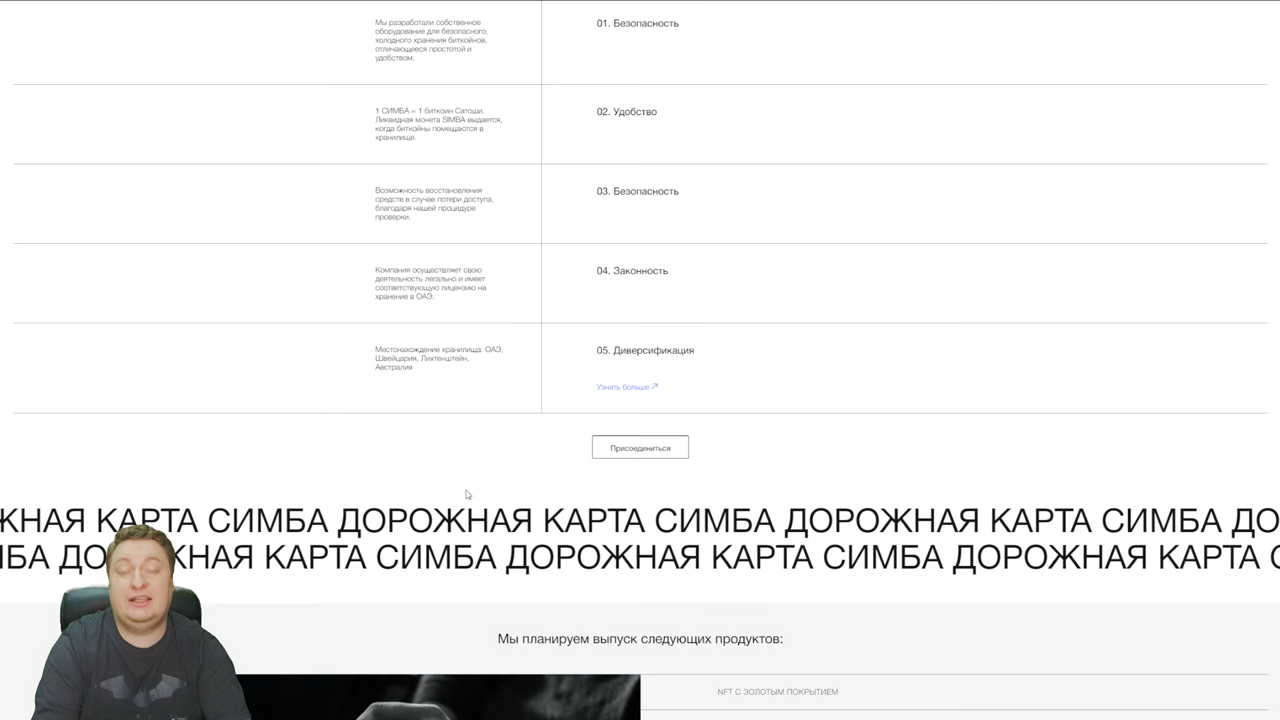 Мы разработали собственное
оборудование для безопасного,
холодного хранения биткойнов,
отличающееся простотой и
удобством.
01. Безопасность
1 СИМБА = 1 биткоин Сатоши.
Ликвидная монета SIMBA выдается,
когда биткойны помещаются в
хранилище.
02. Удобство
Возможность восстановления
средств в случае потери доступа,
благодаря нашей процедуре
проверки.
03. Безопасность
Компания осуществляет свою
деятельность легально и имеет
соответствующую лицензию на
хранение в ОАЭ.
04. Законность
Местонахождение хранилища: ОАЭ,
Швейцария, Лихтенштейн,
Австралия
05. Диверсификация
Узнать больше
Присоединиться
ЖНАЯ КАРТА СИМБА ДОРОЖНАЯ КАРТА СИМБА ДОРОЖНАЯ КАРТА СИМБА ДО
МБА ДОРОЖНАЯ КАРТА СИМБА ДОРОЖНАЯ КАРТА СИМБА ДОРОЖНАЯ КАРТА С
Мы планируем выпуск следующих продуктов:
NFT С ЗОЛОТЫМ ПОКРЫТИЕМ